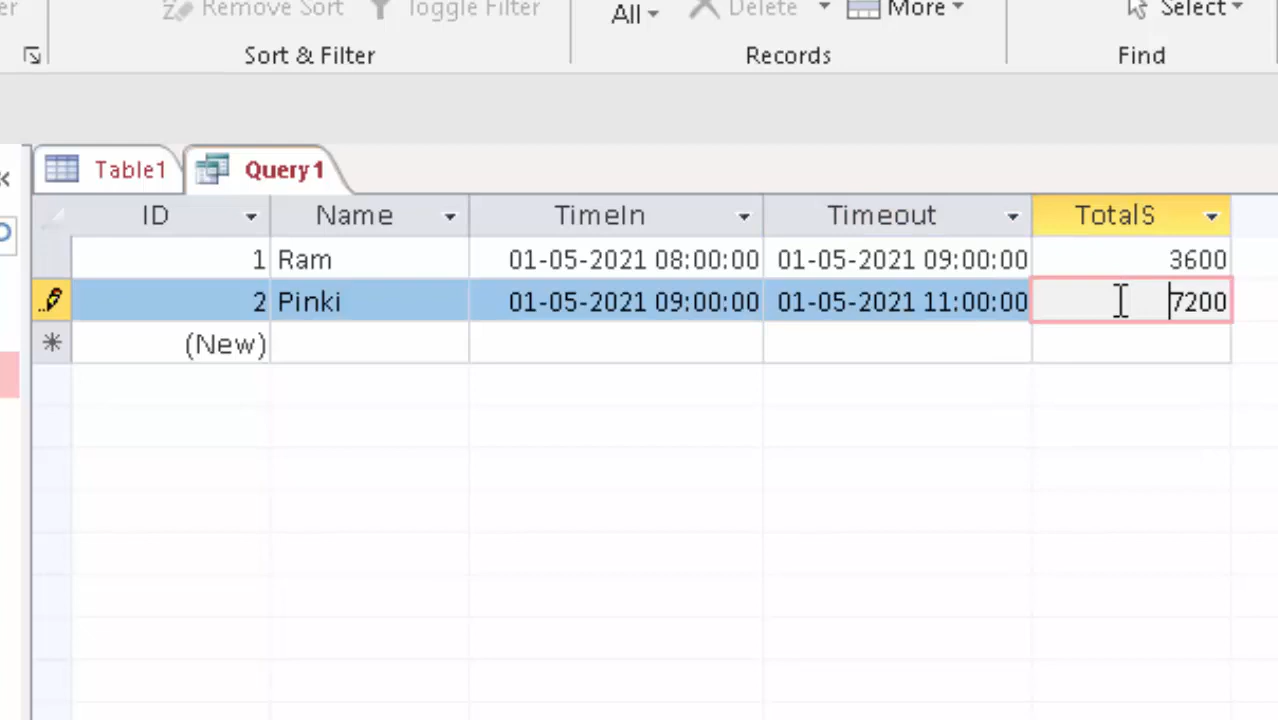 er Remove Sort Toggle Filter All Delete More Select
Sort & Filter Records Find
Table1 Query1
ID Name TimeIn Timeout TotalS
1 Ram 01-05-2021 08:00:00 01-05-2021 09:00:00 3600
2 Pinki 01-05-2021 09:00:00 01-05-2021 11:00:00 7200
(New)